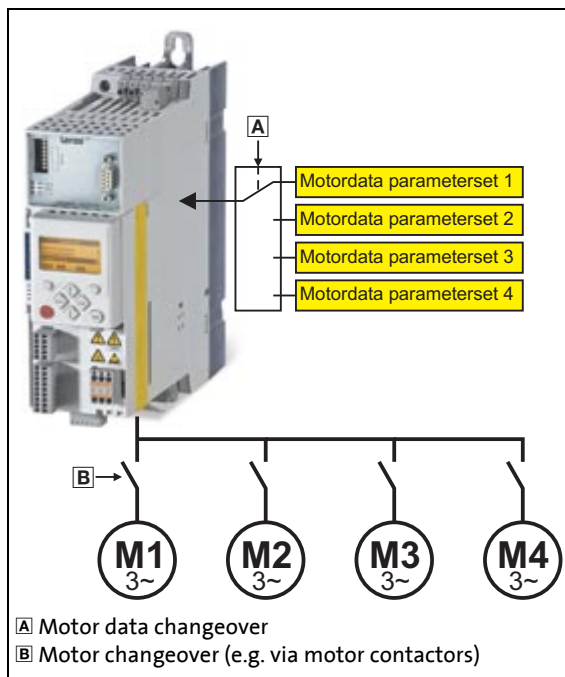 Lenze
A
Motordata parameterset 1
Motordata parameterset 2
Motordata parameterset 3
Motordata parameterset 4
B
M1
3~
M2
3~
M3
3~
M4
3~
A Motor data changeover
B Motor changeover (e.g. via motor contactors)